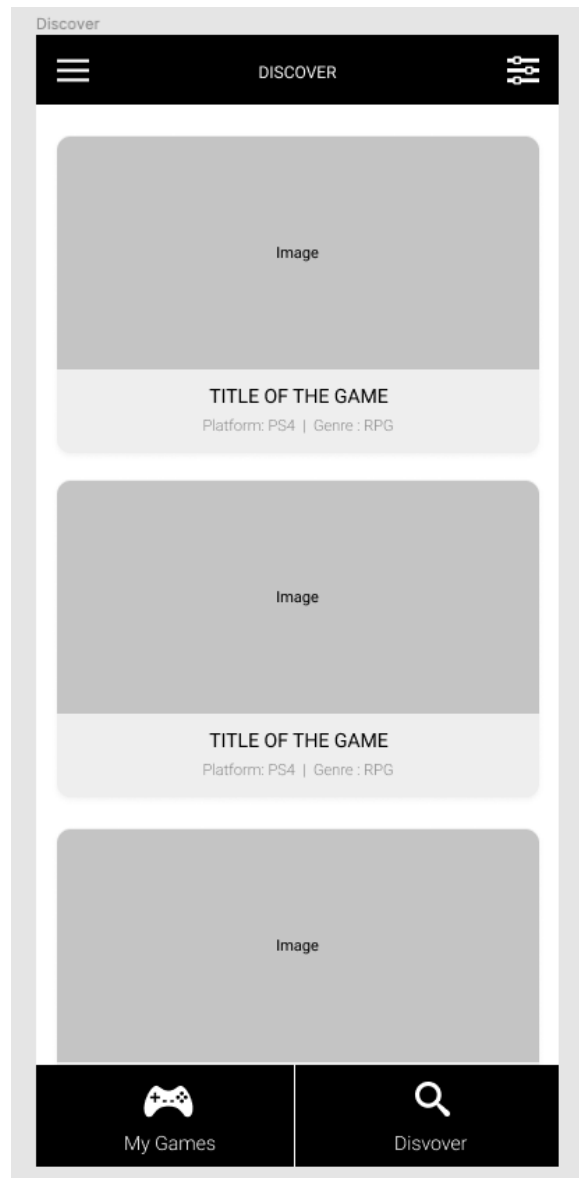 Discover
DISCOVER
Image
TITLE OF THE GAME
Platform: PS4 | Genre : RPG
Image
TITLE OF THE GAME
Platform: PS4 | Genre : RPG
Image
My Games
Disvover